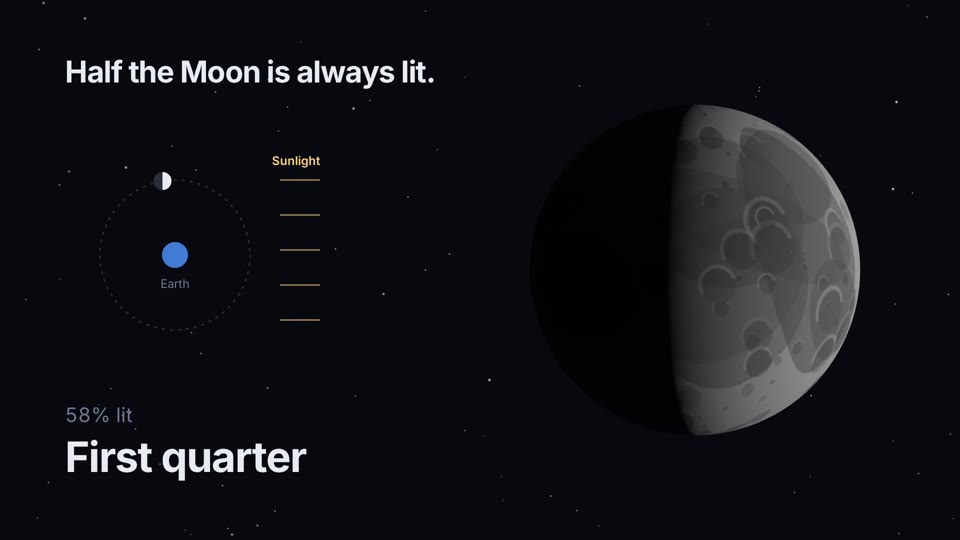 Half the Moon is always lit.
Sunlight
Earth
58% lit
First quarter